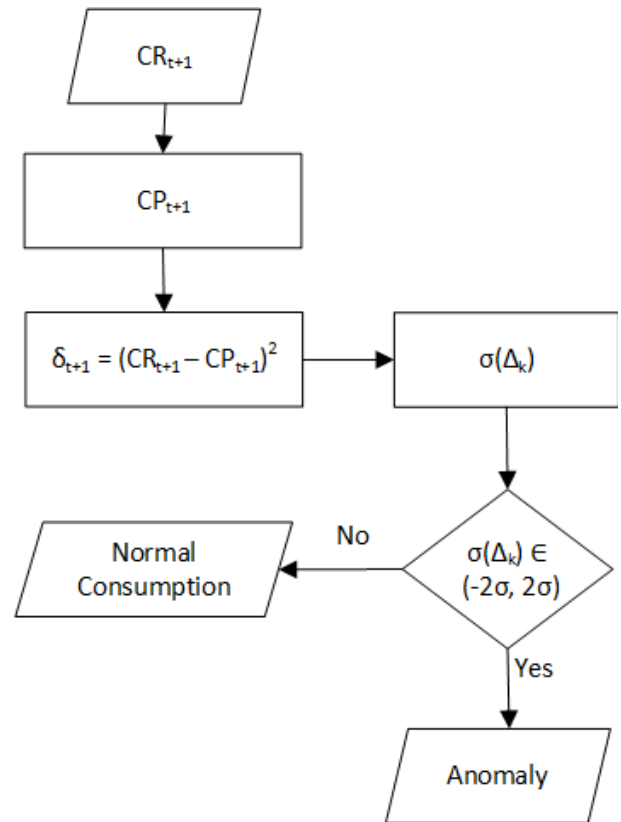 CRₜ₊₁
CPₜ₊₁
δₜ₊₁ = (CRₜ₊₁ – CPₜ₊₁)²
σ(Δₖ)
σ(Δₖ) ∈
(-2σ, 2σ)
No
Normal
Consumption
Yes
Anomaly